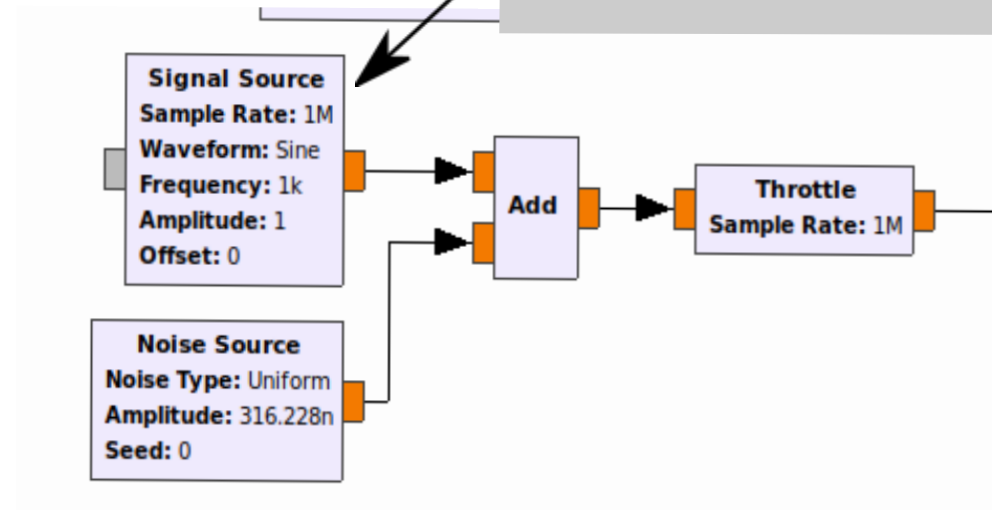 Signal Source
Sample Rate: 1M
Waveform: Sine
Frequency: 1k
Amplitude: 1
Offset: 0
Add
Throttle
Sample Rate: 1M
Noise Source
Noise Type: Uniform
Amplitude: 316.228n
Seed: 0